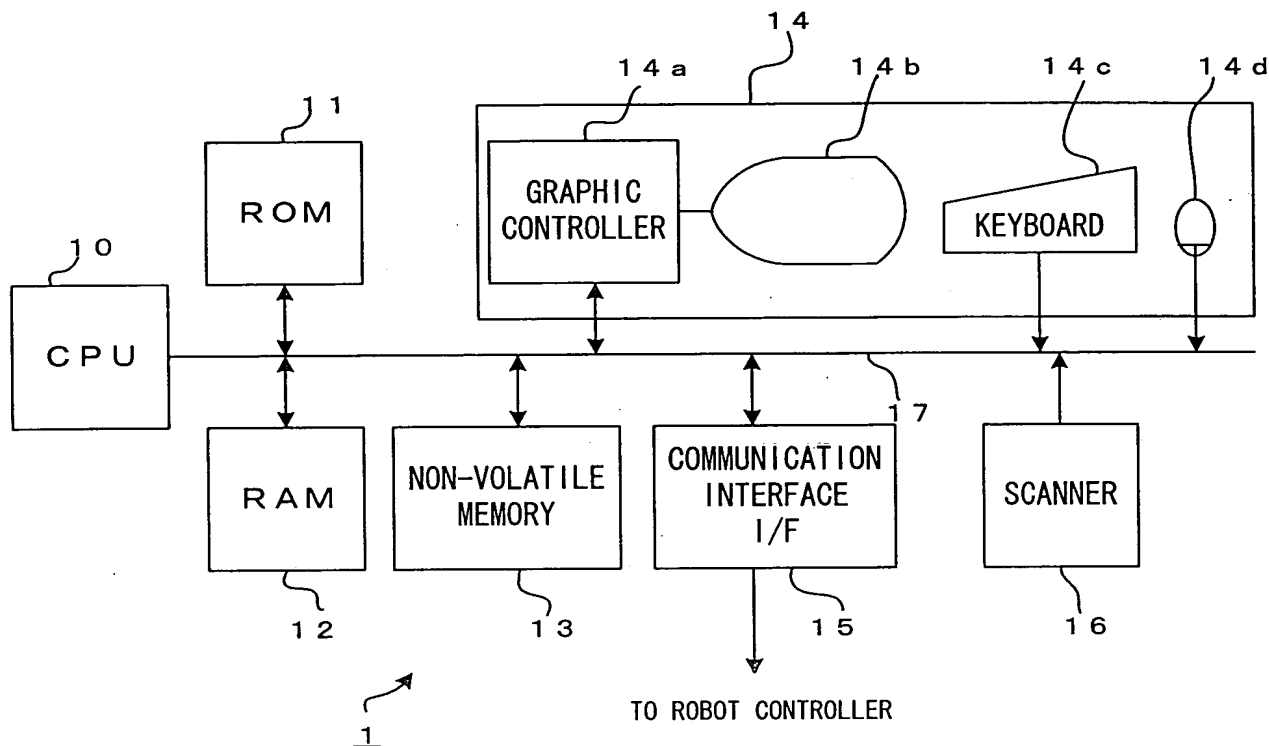 14
14a
14b
14c
14d
11
ROM
GRAPHIC
CONTROLLER
KEYBOARD
10
CPU
17
RAM
NON-VOLATILE
MEMORY
COMMUNICATION
INTERFACE
I/F
SCANNER
12
13
15
16
TO ROBOT CONTROLLER
1